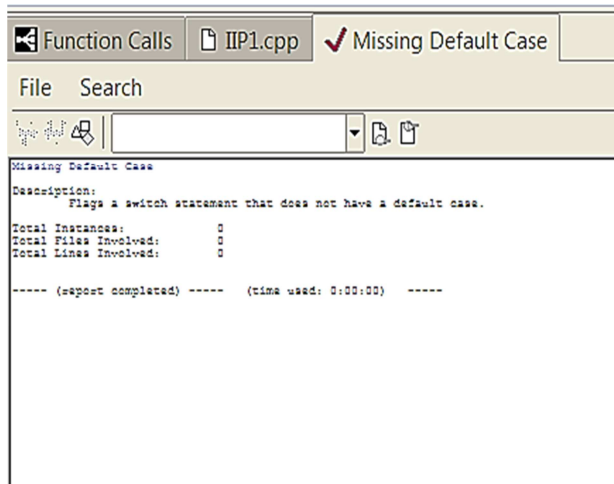 Function Calls IIP1.cpp Missing Default Case
File Search
Missing Default Case
Description:
Flags a switch statement that does not have a default case.
Total Instances: 0
Total Files Involved: 0
Total Lines Involved: 0
----- (report completed) ----- (time used: 0:00:00) -----